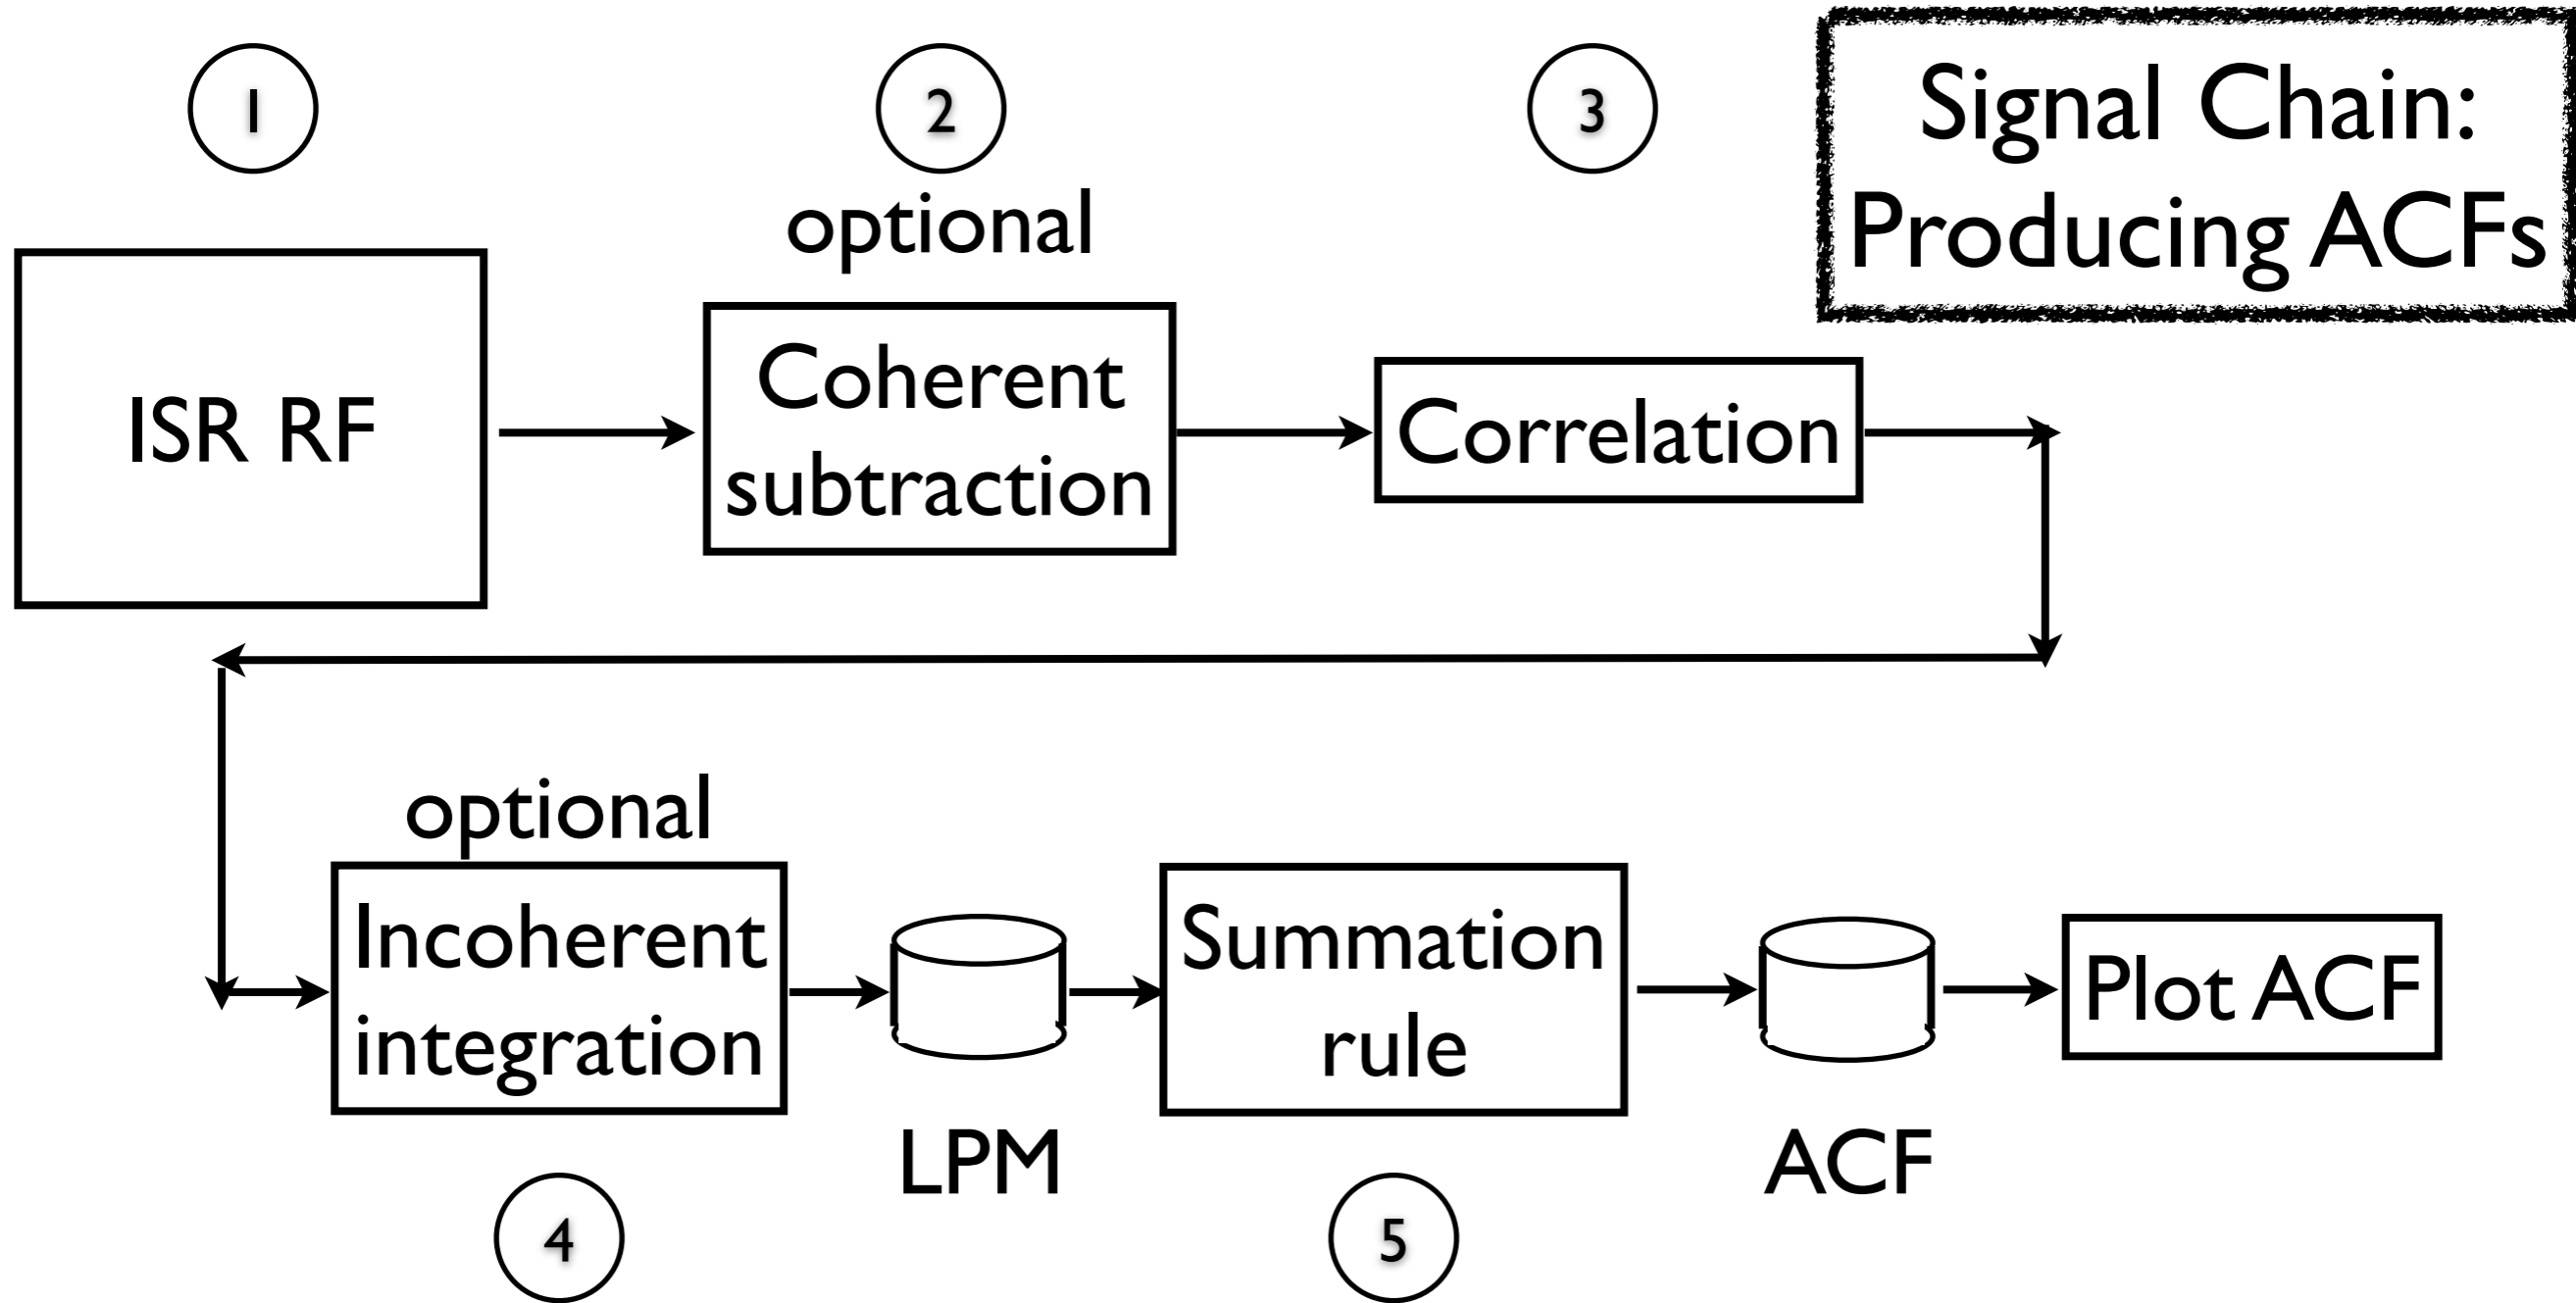 1
2
3
Signal Chain:
Producing ACFs
optional
ISR RF
Coherent
subtraction
Correlation
optional
Incoherent
integration
LPM
Summation
rule
ACF
Plot ACF
4
5